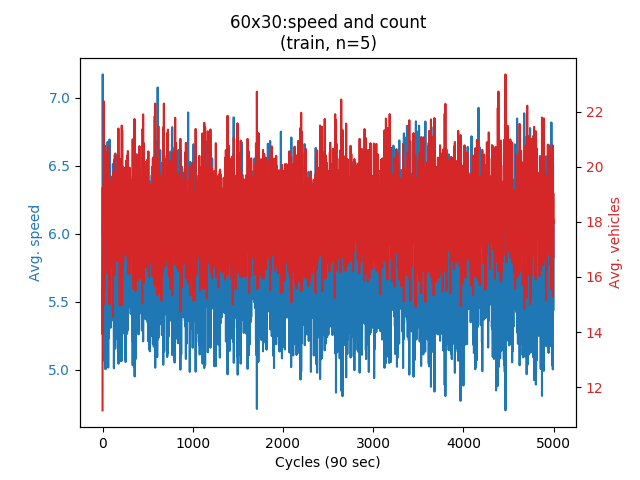 60x30:speed and count
(train, n=5)
Avg. speed
7.0
6.5
6.0
5.5
5.0
22
20
18
16
14
12
Avg. vehicles
0 1000 2000 3000 4000 5000
Cycles (90 sec)